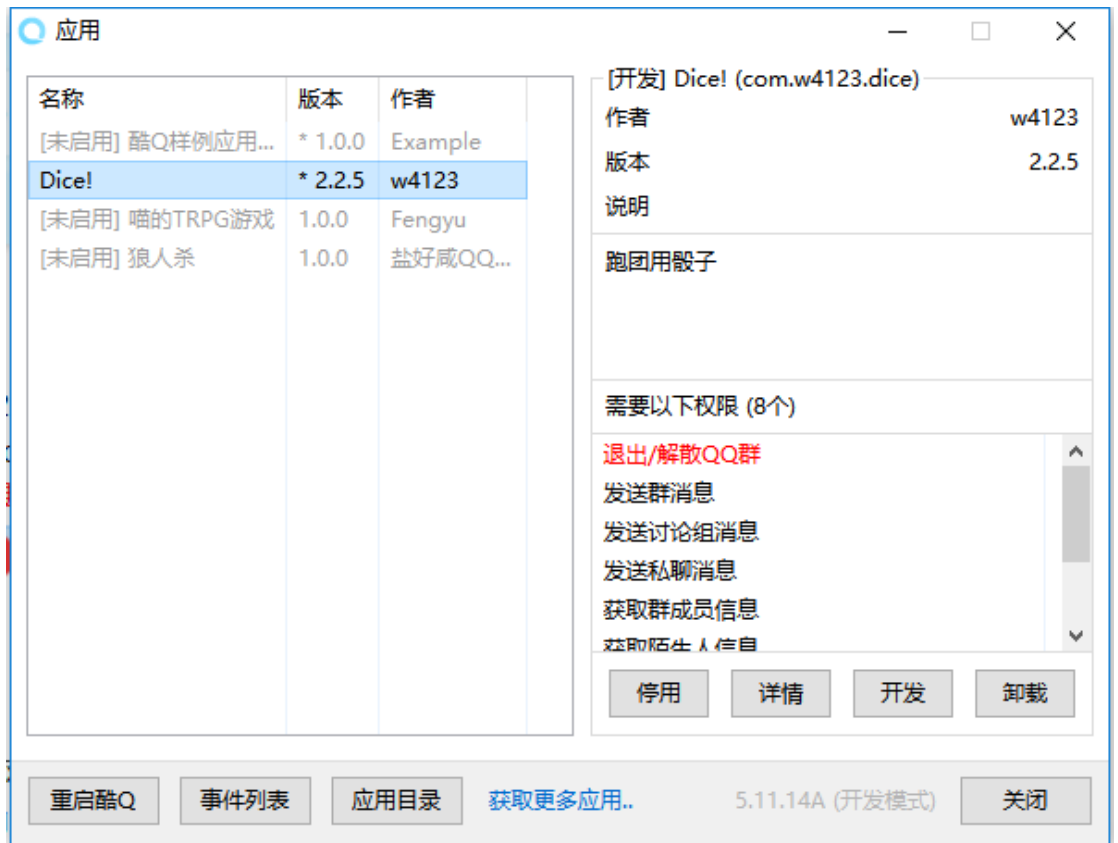 应用
名称 版本 作者
[未启用] 酷Q样例应用... * 1.0.0 Example
Dice! * 2.2.5 w4123
[未启用] 喵的TRPG游戏 1.0.0 Fengyu
[未启用] 狼人杀 1.0.0 盐好咸QQ...
[开发] Dice! (com.w4123.dice)
作者 w4123
版本 2.2.5
说明
跑团用骰子
需要以下权限 (8个)
退出/解散QQ群
发送群消息
发送讨论组消息
发送私聊消息
获取群成员信息
获取陌生人信息
停用 详情 开发 卸载
重启酷Q 事件列表 应用目录 获取更多应用.. 5.11.14A (开发模式) 关闭